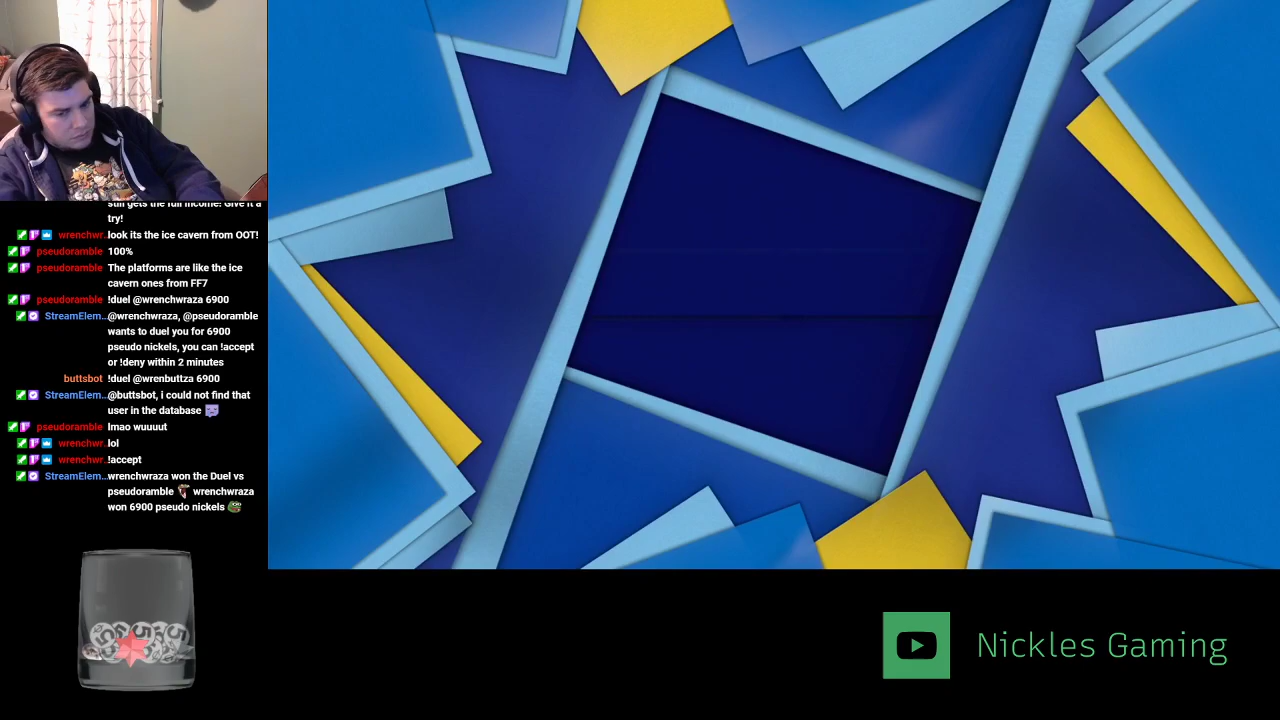 still gets the full income! Give it a
try!
wrenchwr... look its the ice cavern from OOT!
pseudoramble 100%
pseudoramble The platforms are like the ice
cavern ones from FF7
pseudoramble !duel @wrenchwraza 6900
StreamElem... @wrenchwraza, @pseudoramble
wants to duel you for 6900
pseudo nickels, you can !accept
or !deny within 2 minutes
buttsbot !duel @wrenbuttza 6900
StreamElem... @buttsbot, i could not find that
user in the database
pseudoramble lmao wuuuut
wrenchwr... lol
wrenchwr... !accept
StreamElem... wrenchwraza won the Duel vs
pseudoramble wrenchwraza
won 6900 pseudo nickels
5 5 5
Nickles Gaming